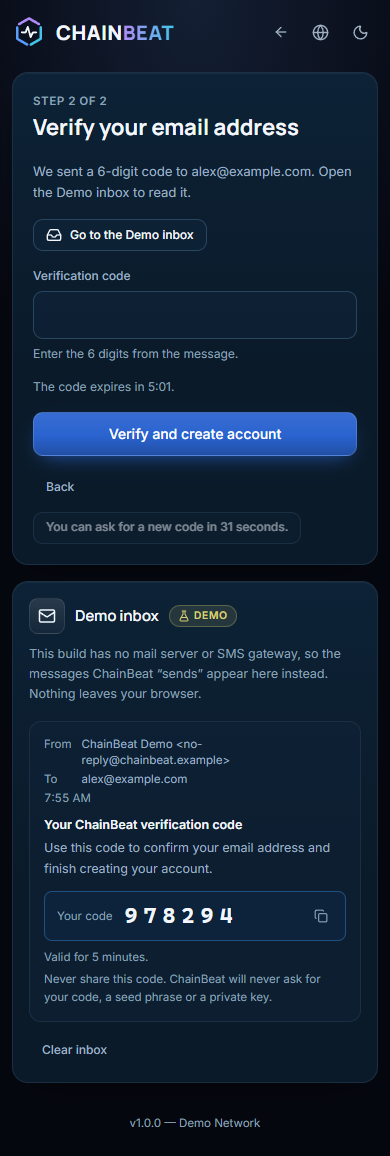 CHAINBEAT
STEP 2 OF 2
Verify your email address
We sent a 6-digit code to alex@example.com. Open
the Demo inbox to read it.
Go to the Demo inbox
Verification code
Enter the 6 digits from the message.
The code expires in 5:01.
Verify and create account
Back
You can ask for a new code in 31 seconds.
Demo inbox DEMO
This build has no mail server or SMS gateway, so the
messages ChainBeat “sends” appear here instead.
Nothing leaves your browser.
From ChainBeat Demo <no-
reply@chainbeat.example>
To alex@example.com
7:55 AM
Your ChainBeat verification code
Use this code to confirm your email address and
finish creating your account.
Your code 978294
Valid for 5 minutes.
Never share this code. ChainBeat will never ask for
your code, a seed phrase or a private key.
Clear inbox
v1.0.0 — Demo Network